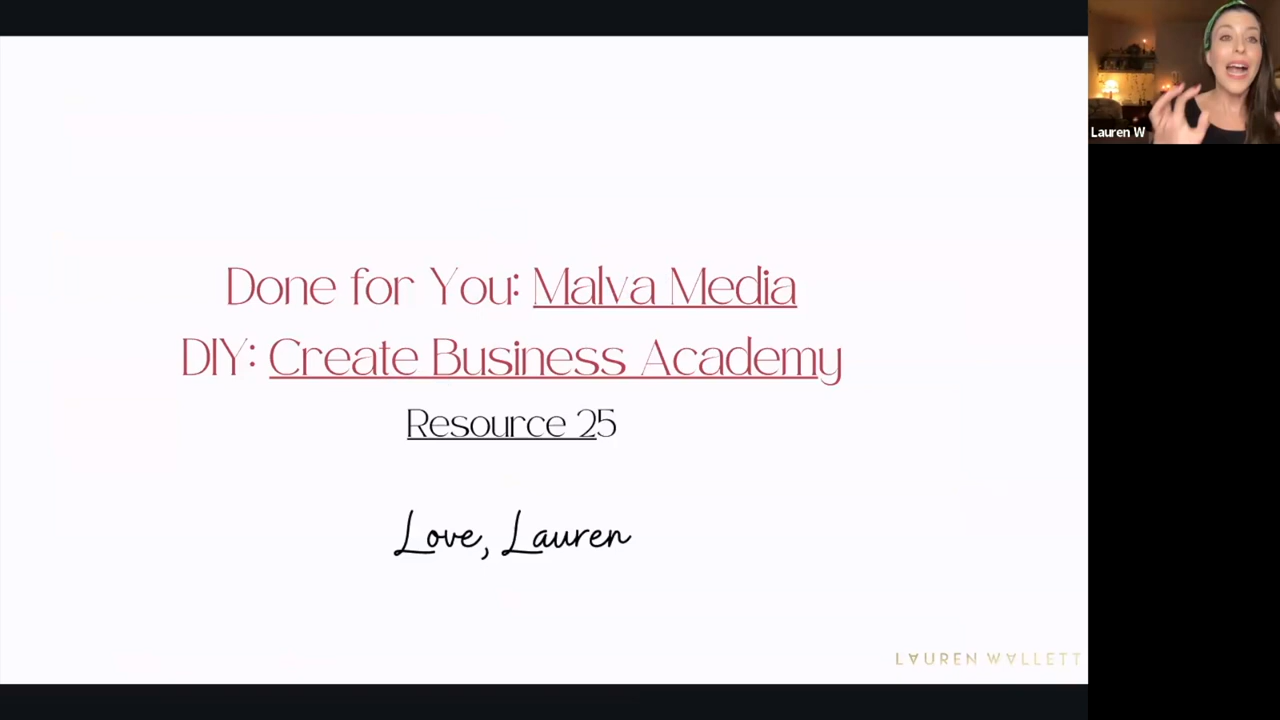 Done for You: Malva Media
DIY: Create Business Academy
Resource 25
Love, Lauren
LAUREN WALLETT
Lauren W